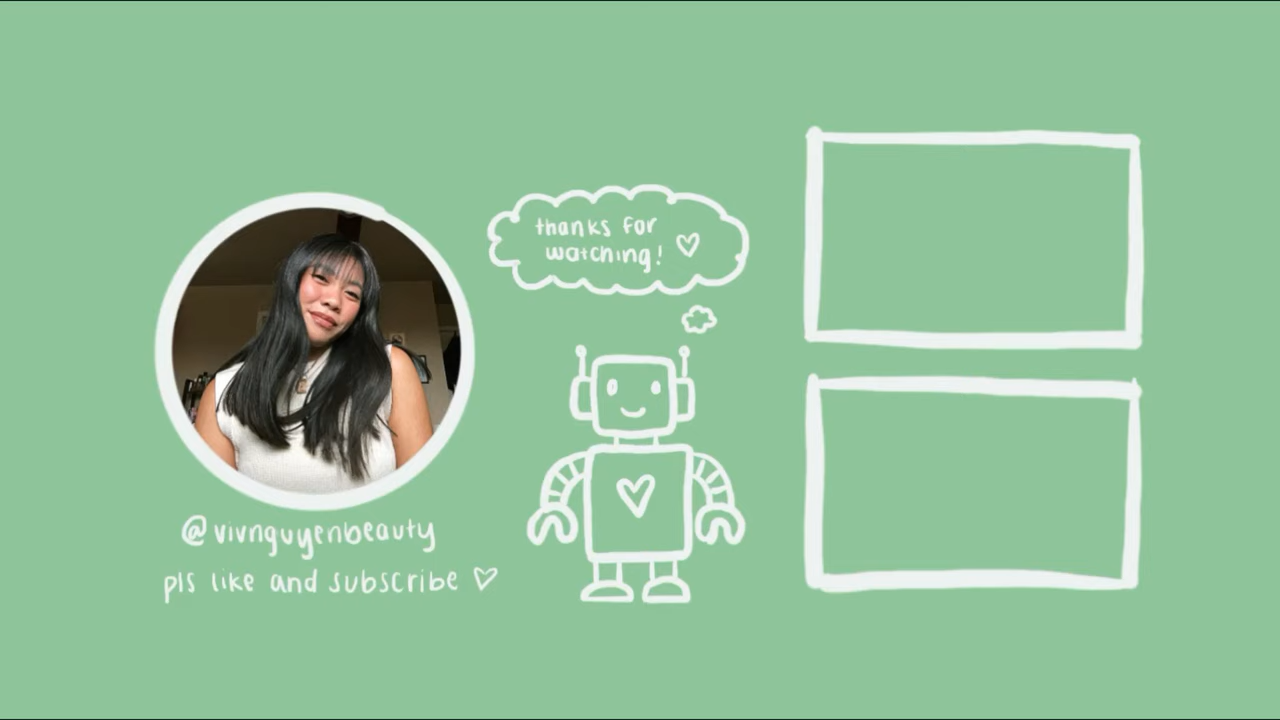 thanks for
watching! ♡
@vivnguyenbeauty
pls like and subscribe ♡